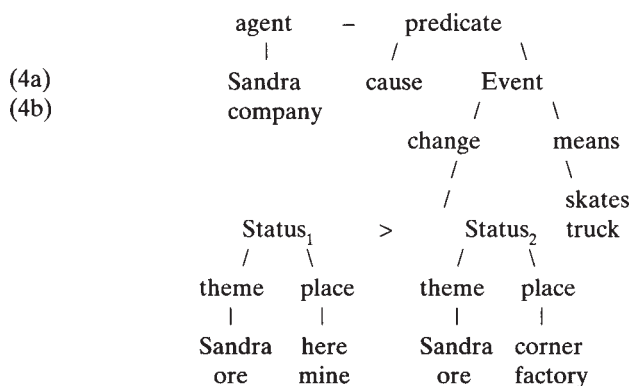 agent – predicate
(4a) Sandra cause Event
(4b) company
change means
skates
Status1 > Status2 truck
theme place theme place
Sandra here Sandra corner
ore mine ore factory